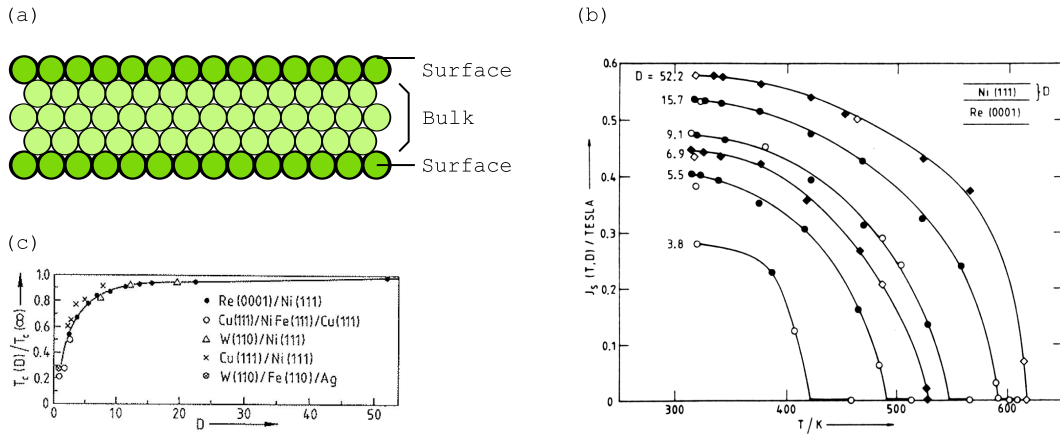 (a)
Surface
Bulk
Surface
(b)
J_s (T,D) / TESLA
0.6
0.5
0.4
0.3
0.2
0.1
0
D = 52.2
15.7
9.1
6.9
5.5
3.8
Ni (111)
Re (0001)
} D
300
400
500
600
T / K
(c)
T_c (D) / T_c (∞)
1.0
0.8
0.6
0.4
0.2
0
0
5
10
20
30
40
50
D
Re(0001)/Ni(111)
Cu(111)/NiFe(111)/Cu(111)
W(110)/Ni(111)
Cu(111)/Ni(111)
W(110)/Fe(110)/Ag